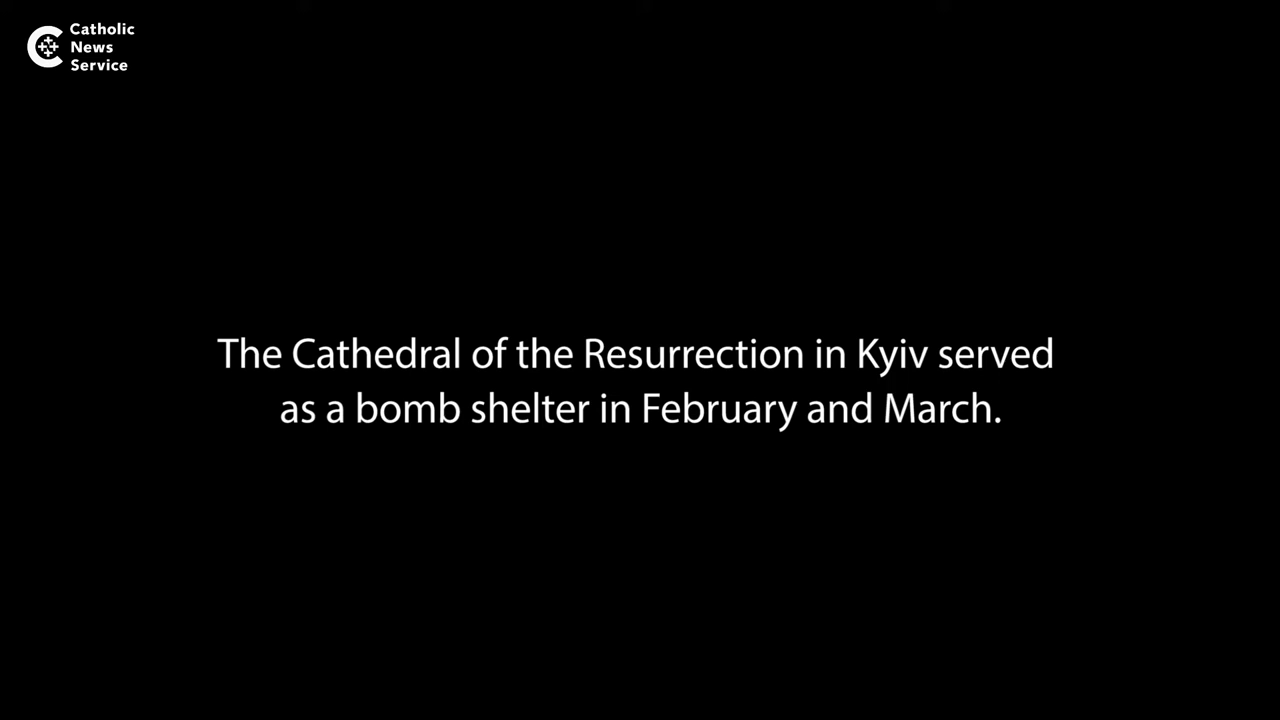 Catholic
News
Service
The Cathedral of the Resurrection in Kyiv served
as a bomb shelter in February and March.